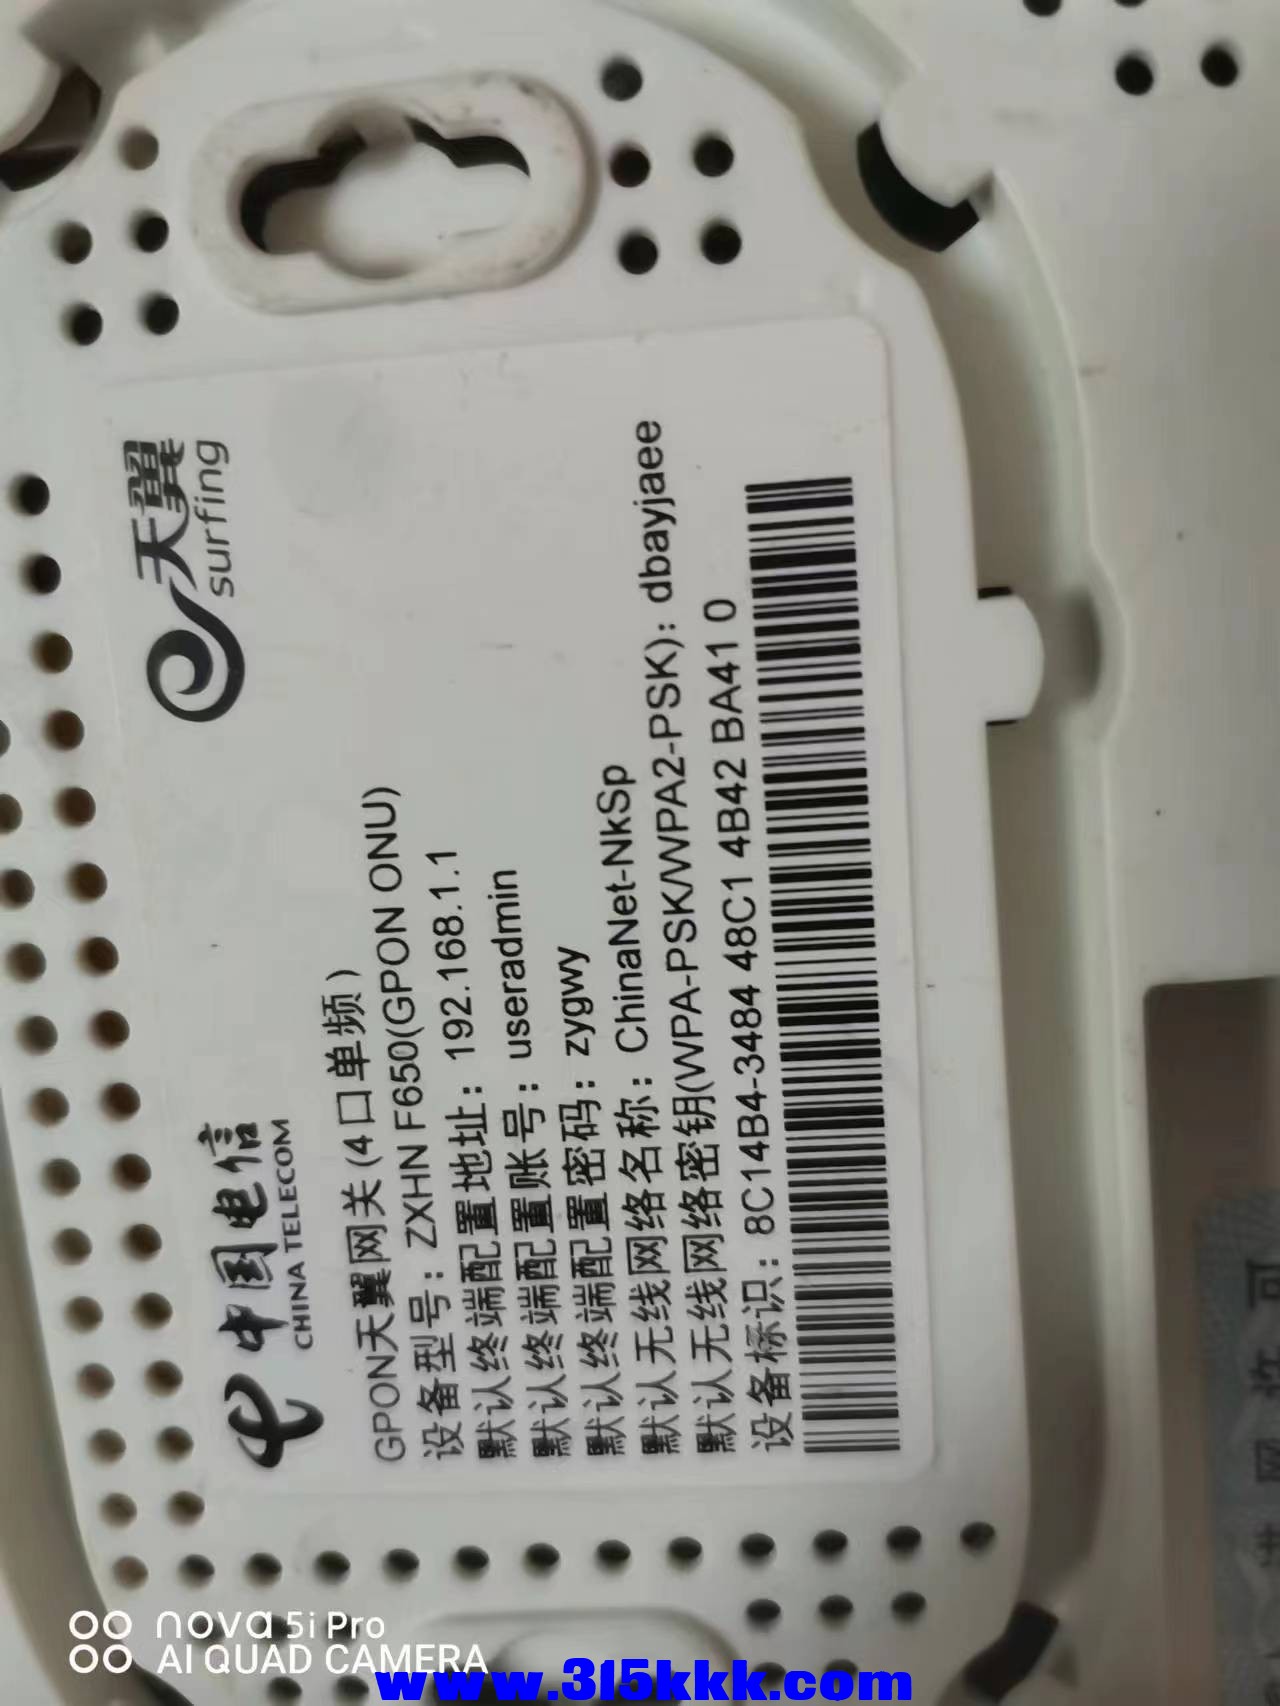 中国电信
CHINA TELECOM
天翼
surfing
GPON天翼网关(4口单频)
设备型号：ZXHN F650(GPON ONU)
默认终端配置地址：192.168.1.1
默认终端配置账号：useradmin
默认终端配置密码：zygwy
默认无线网络名称：ChinaNet-NkSp
默认无线网络密钥(WPA-PSK/WPA2-PSK)：dbayjaee
设备标识：8C14B4-3484 48C1 4B42 BA41 0
网 许 可
nova 5i Pro
AI QUAD CAMERA
www.315kkk.com